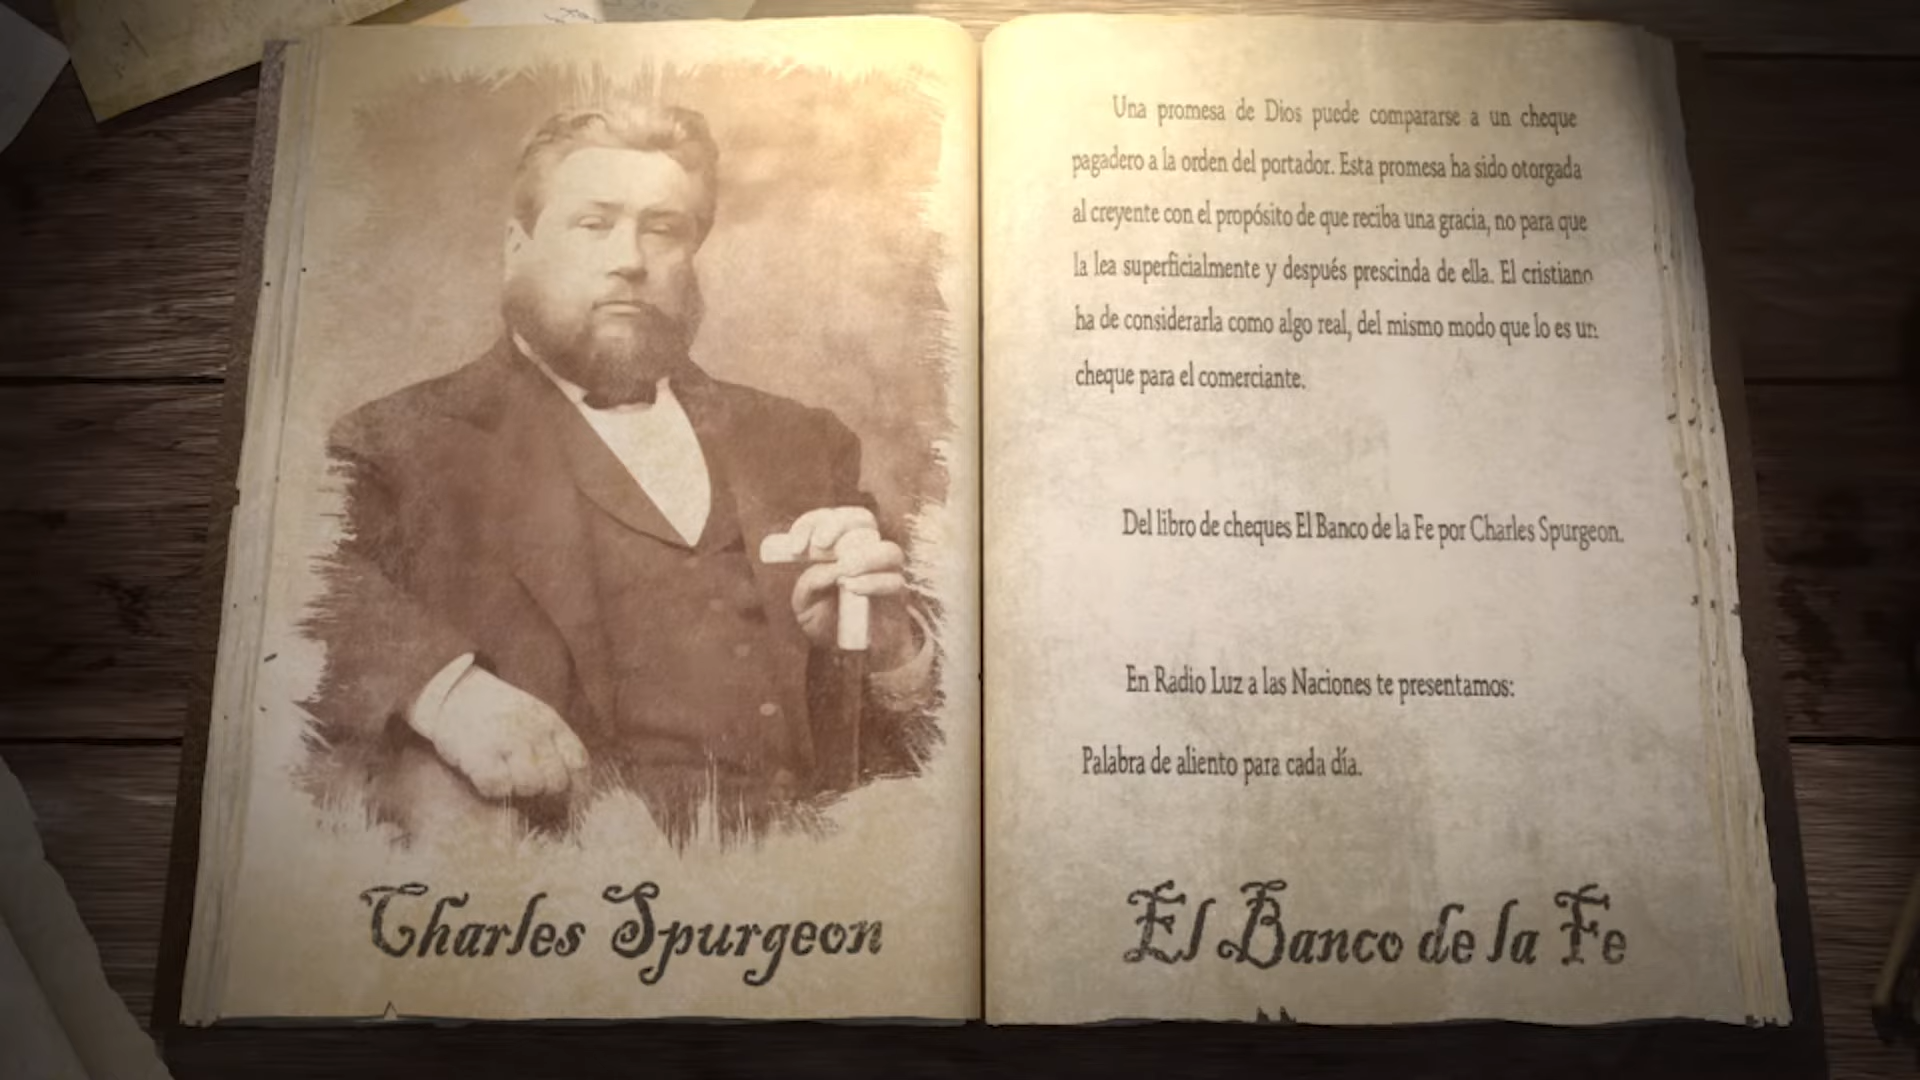 Una promesa de Dios puede compararse a un cheque
pagadero a la orden del portador. Esta promesa ha sido otorgada
al creyente con el propósito de que reciba una gracia, no para que
la lea superficialmente y después prescinda de ella. El cristiano
ha de considerarla como algo real, del mismo modo que lo es un
cheque para el comerciante.
Del libro de cheques El Banco de la Fe por Charles Spurgeon.
En Radio Luz a las Naciones te presentamos:
Palabra de aliento para cada día.
Charles Spurgeon
El Banco de la Fe